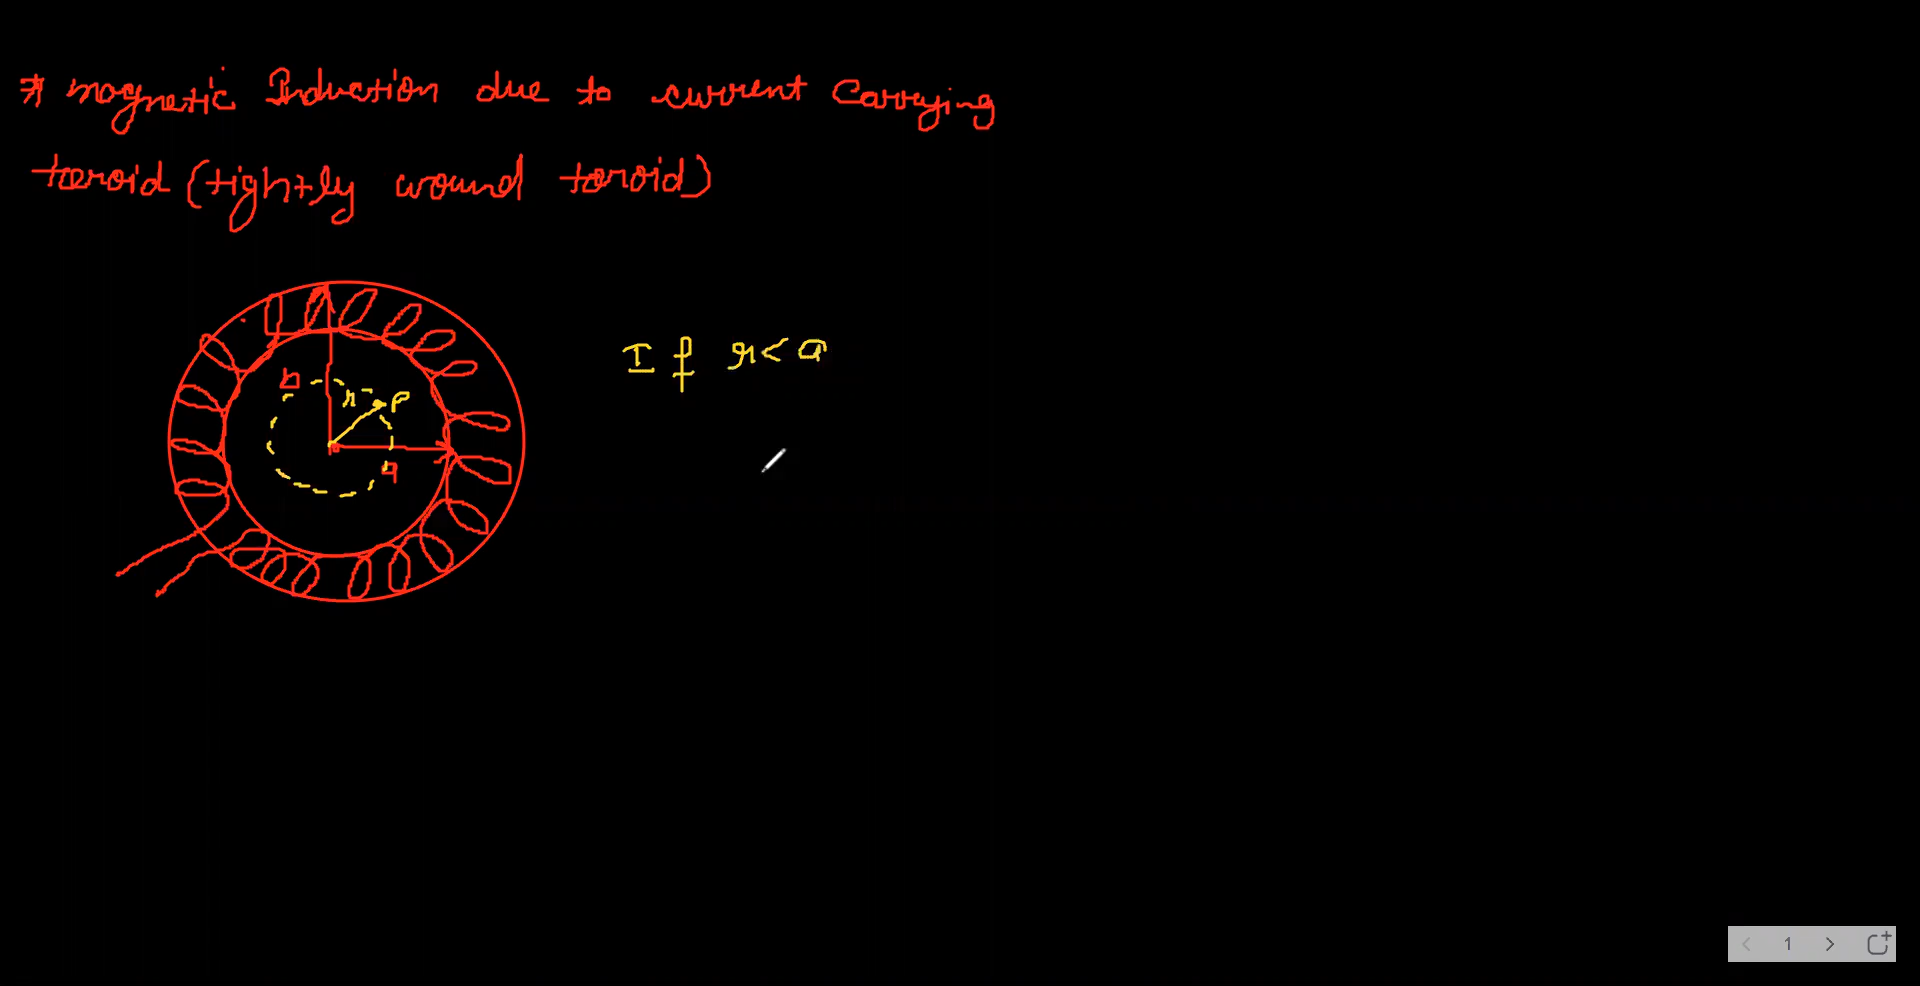 * magnetic Induction due to current carrying
toroid (tightly wound toroid)
If r < a
b
r
P
a
1